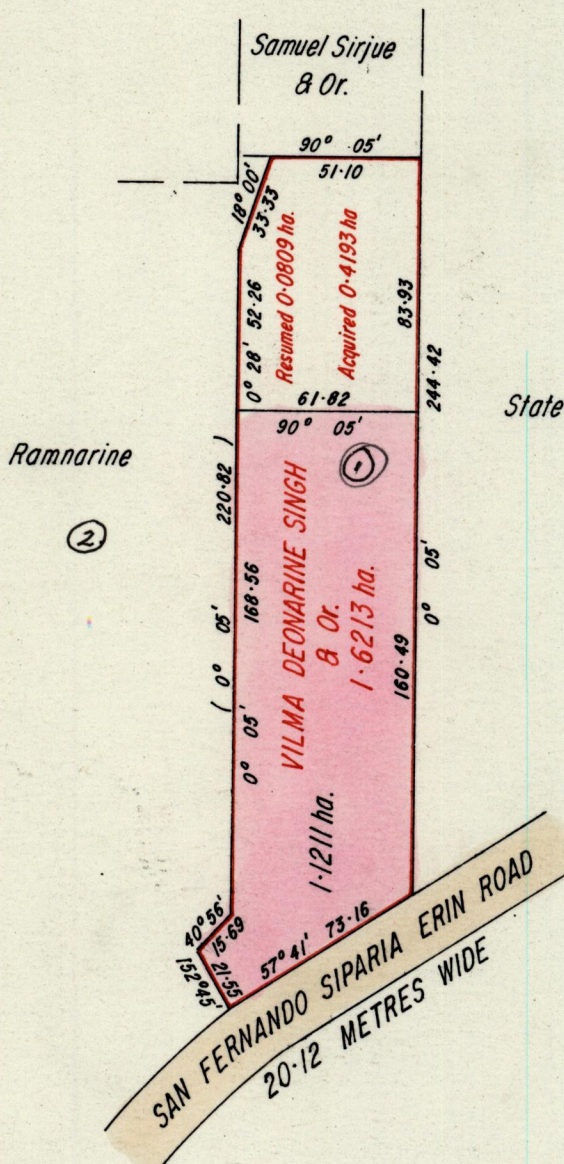 Samuel Sirjue
& Or.
90° 05'
51·10
18° 00'
33·33
Resumed 0·0809 ha.
Acquired 0·4193 ha
83·93
0° 28' 52·26
61·82
90° 05'
244·42
State
Ramnarine
2
1
( 0° 05' 220·82 )
0° 05' 168·56
VILMA DEONARINE SINGH
& Or.
1·6213 ha.
160·49
0° 05'
1·1211 ha.
40° 56'
15·69
152° 45'
21·55
57° 41' 73·16
SAN FERNANDO SIPARIA ERIN ROAD
20·12 METRES WIDE